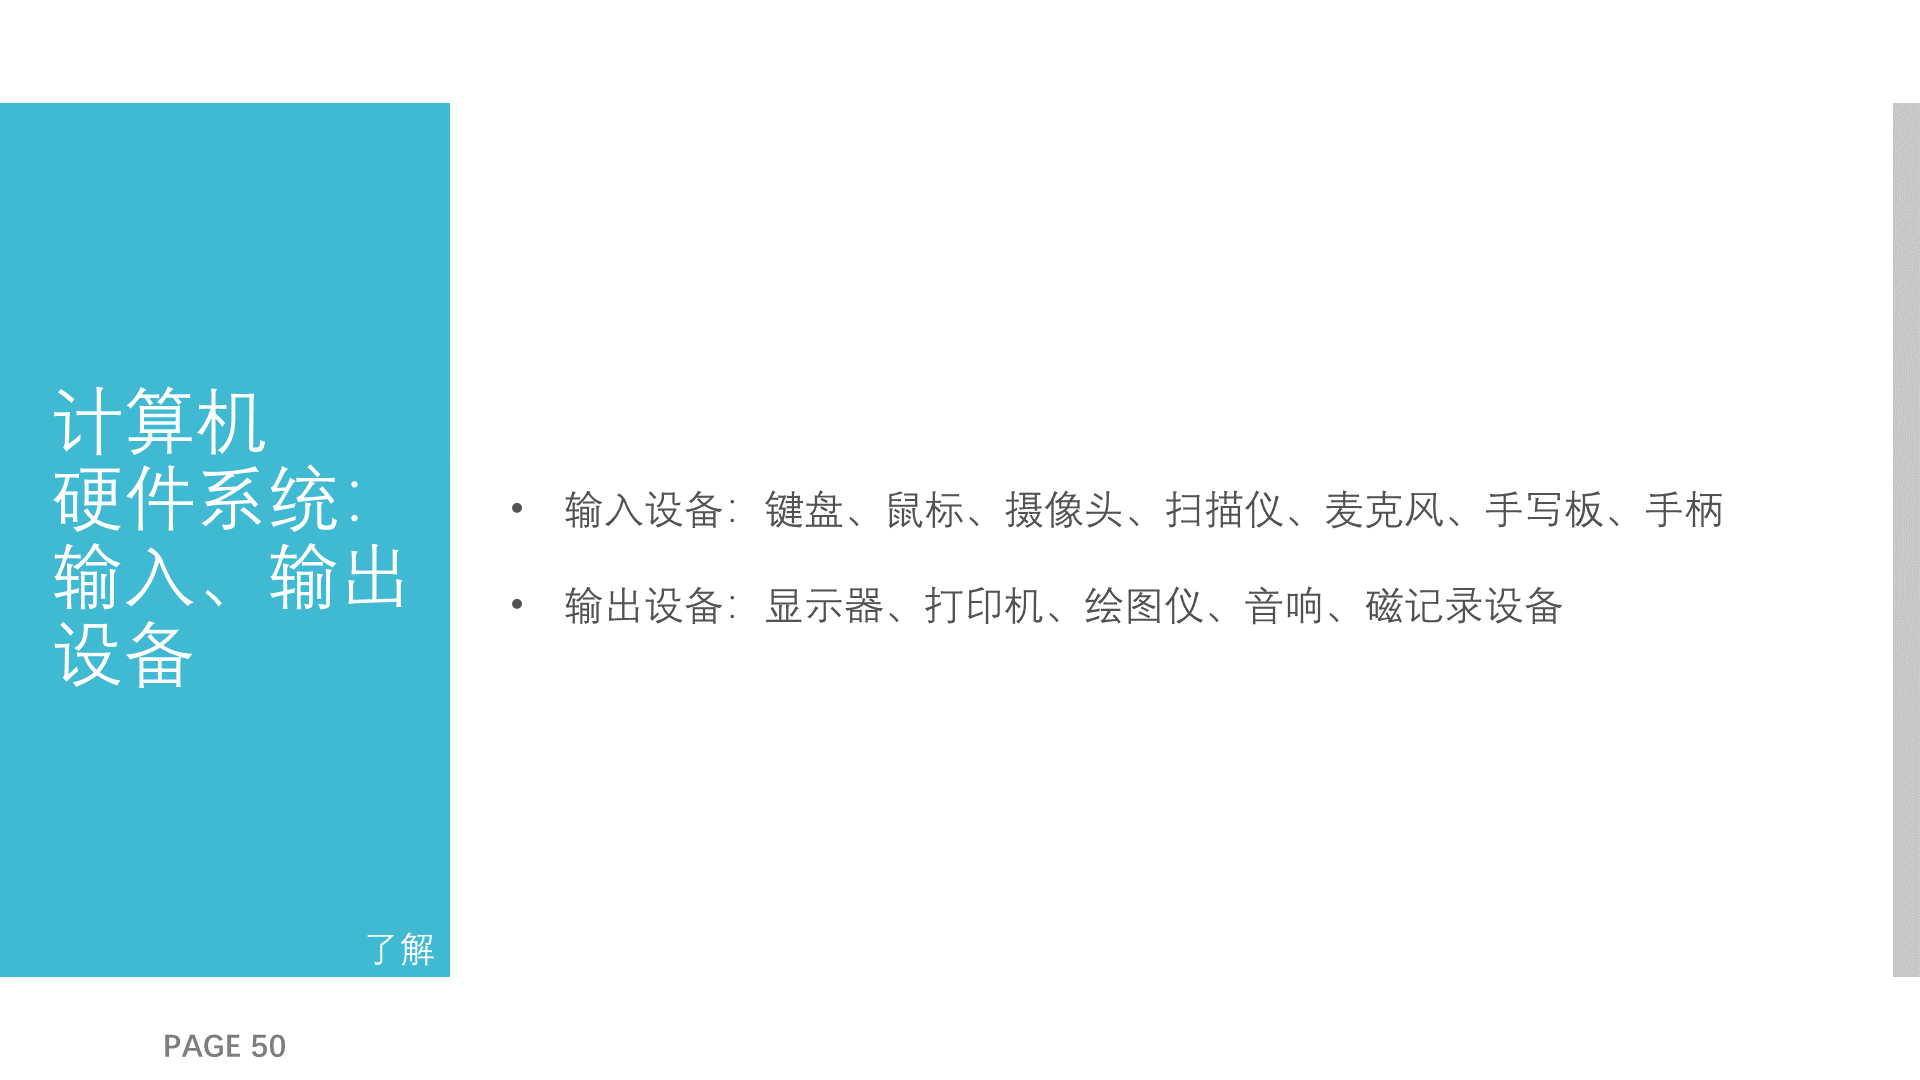 计算机
硬件系统：
输入、输出
设备
了解
• 输入设备：键盘、鼠标、摄像头、扫描仪、麦克风、手写板、手柄
• 输出设备：显示器、打印机、绘图仪、音响、磁记录设备
PAGE 50